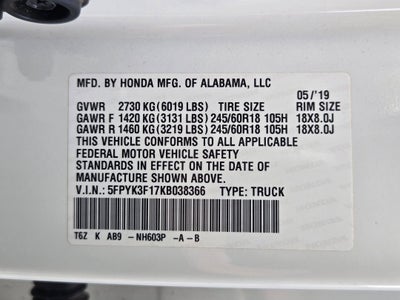 MFD. BY HONDA MFG. OF ALABAMA, LLC
05/'19
GVWR 2730 KG (6019 LBS) TIRE SIZE RIM SIZE
GAWR F 1420 KG (3131 LBS) 245/60R18 105H 18X8.0J
GAWR R 1460 KG (3219 LBS) 245/60R18 105H 18X8.0J
THIS VEHICLE CONFORMS TO ALL APPLICABLE
FEDERAL MOTOR VEHICLE SAFETY
STANDARDS IN EFFECT ON THE DATE OF
MANUFACTURE SHOWN ABOVE.
V.I.N.: 5FPYK3F17KB038366 TYPE: TRUCK
T6Z K AB9 -NH603P -A -B